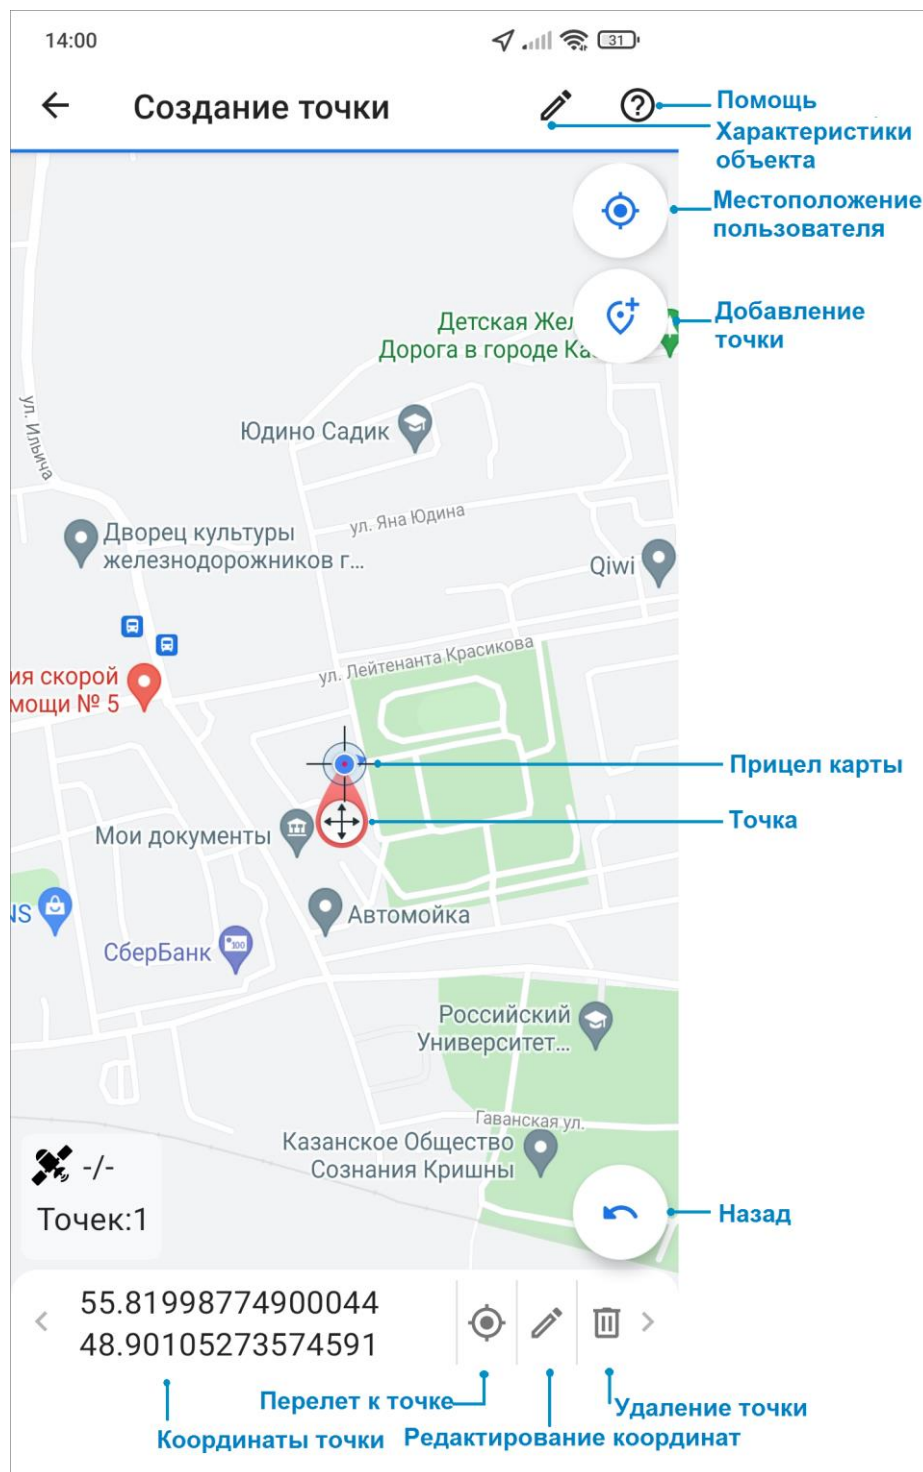 14:00
31
Создание точки
Помощь
Характеристики
объекта
Местоположение
пользователя
Добавление
точки
Детская Жел
Дорога в городе Ка
ул. Ильича
Юдино Садик
ул. Яна Юдина
Дворец культуры
железнодорожников г...
Qiwi
ул. Лейтенанта Красикова
ия скорой
мощи № 5
Прицел карты
Точка
Мои документы
NS
Автомойка
СберБанк
100
Российский
Университет...
Гаванская ул.
Казанское Общество
Сознания Кришны
-/-
Точек:1
Назад
55.81998774900044
48.90105273574591
Перелет к точке
Удаление точки
Координаты точки
Редактирование координат